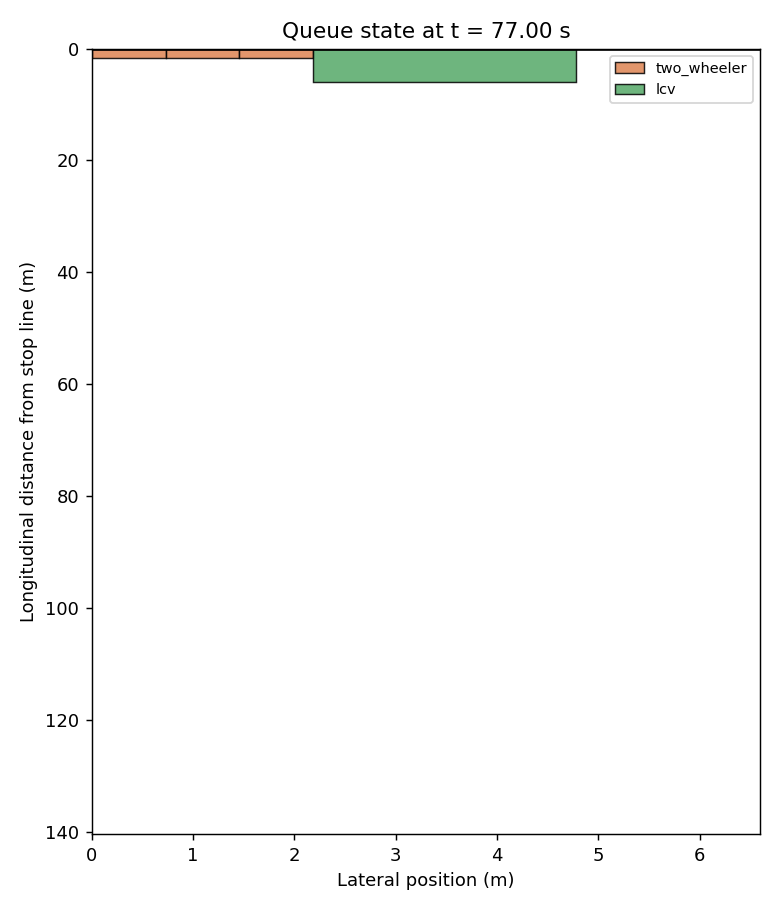 Queue state at t = 77.00 s
two_wheeler
lcv
Longitudinal distance from stop line (m)
0
20
40
60
80
100
120
140
0 1 2 3 4 5 6
Lateral position (m)